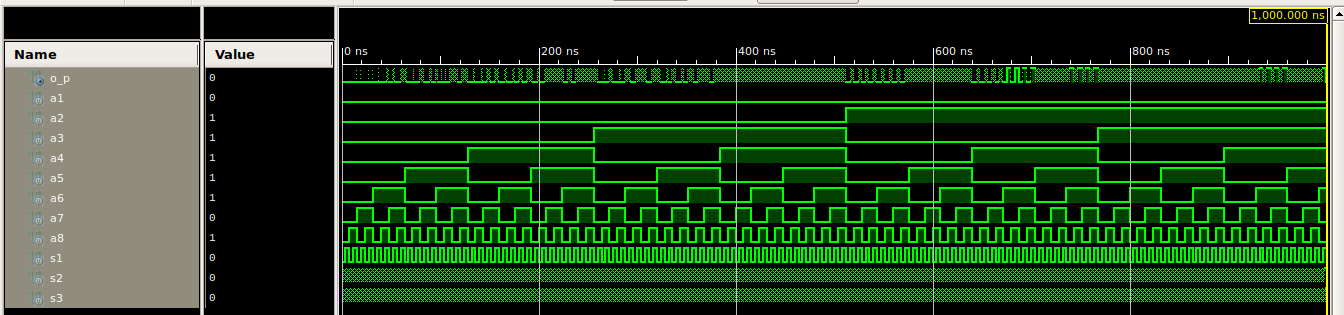 1,000.000 ns
Name Value 0 ns 200 ns 400 ns 600 ns 800 ns
o_p 0
a1 0
a2 1
a3 1
a4 1
a5 1
a6 1
a7 0
a8 1
s1 0
s2 0
s3 0